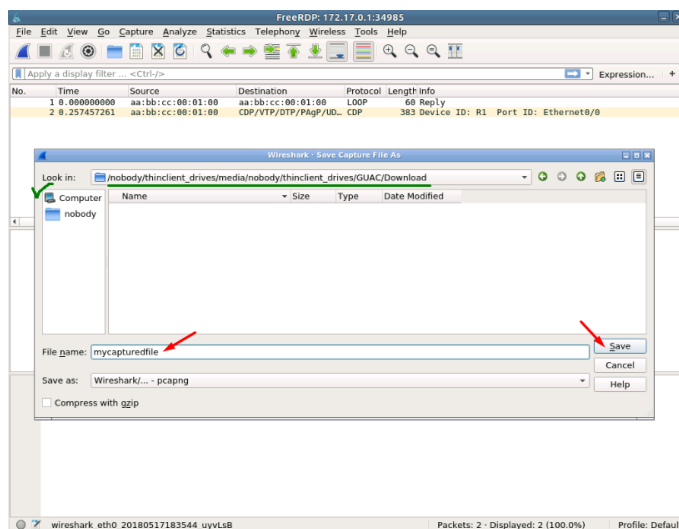 FreeRDP: 172.17.0.1:34985
File Edit View Go Capture Analyze Statistics Telephony Wireless Tools Help
Apply a display filter ... <Ctrl-/> Expression... +
No. Time Source Destination Protocol Length Info
1 0.000000000 aa:bb:cc:00:01:00 aa:bb:cc:00:01:00 LOOP 60 Reply
2 0.257457261 aa:bb:cc:00:01:00 CDP/VTP/DTP/PAgP/UD… CDP 383 Device ID: R1 Port ID: Ethernet0/0
Wireshark · Save Capture File As
Look in: /nobody/thinclient_drives/media/nobody/thinclient_drives/GUAC/Download
Computer
nobody
Name Size Type Date Modified
File name: mycapturedfile
Save
Cancel
Save as: Wireshark/... - pcapng
Help
Compress with gzip
wireshark_eth0_20180517183544_uyvLsB Packets: 2 · Displayed: 2 (100.0%) Profile: Defaul